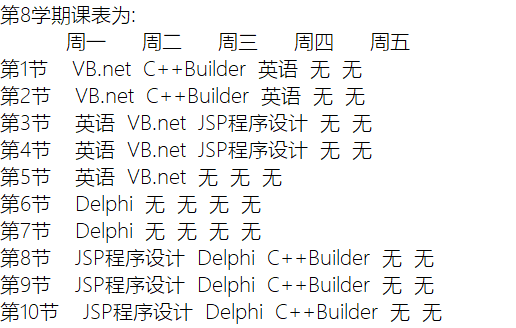 第8学期课表为:
周一 周二 周三 周四 周五
第1节 VB.net C++Builder 英语 无 无
第2节 VB.net C++Builder 英语 无 无
第3节 英语 VB.net JSP程序设计 无 无
第4节 英语 VB.net JSP程序设计 无 无
第5节 英语 VB.net 无 无 无
第6节 Delphi 无 无 无 无
第7节 Delphi 无 无 无 无
第8节 JSP程序设计 Delphi C++Builder 无 无
第9节 JSP程序设计 Delphi C++Builder 无 无
第10节 JSP程序设计 Delphi C++Builder 无 无